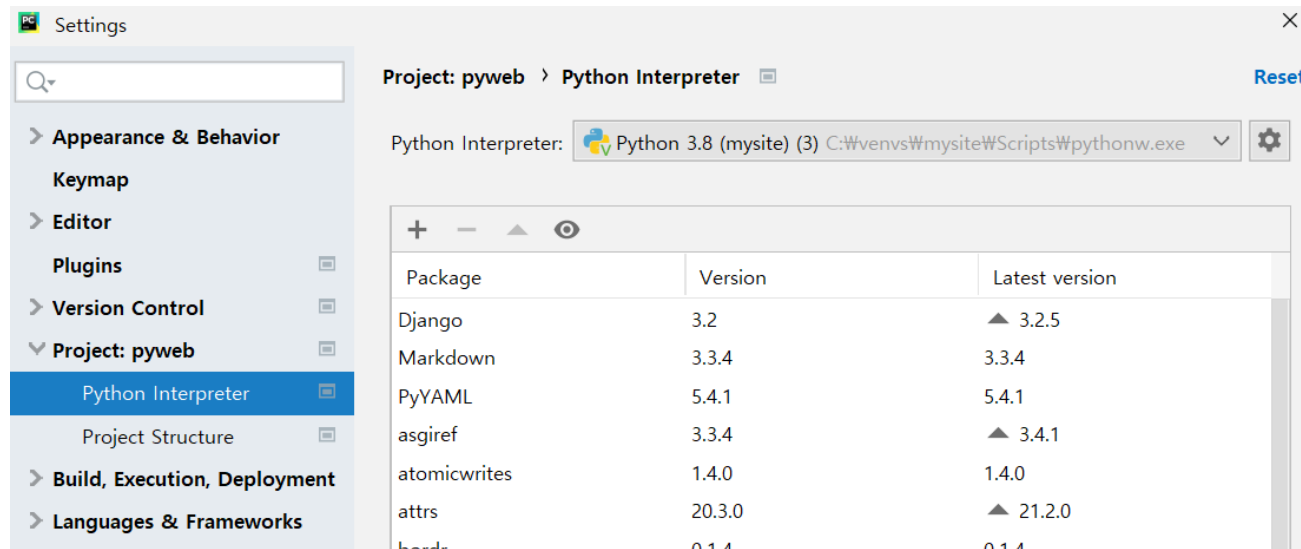 PC
Settings
Project: pyweb > Python Interpreter
Reset
Python Interpreter: Python 3.8 (mysite) (3) C:₩venvs₩mysite₩Scripts₩pythonw.exe
Appearance & Behavior
Keymap
Editor
Plugins
Version Control
Project: pyweb
Python Interpreter
Project Structure
Build, Execution, Deployment
Languages & Frameworks
Package Version Latest version
Django 3.2 ▲ 3.2.5
Markdown 3.3.4 3.3.4
PyYAML 5.4.1 5.4.1
asgiref 3.3.4 ▲ 3.4.1
atomicwrites 1.4.0 1.4.0
attrs 20.3.0 ▲ 21.2.0